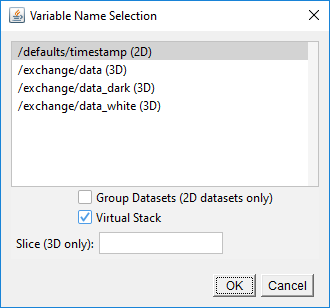 Variable Name Selection
/defaults/timestamp (2D)
/exchange/data (3D)
/exchange/data_dark (3D)
/exchange/data_white (3D)
Group Datasets (2D datasets only)
Virtual Stack
Slice (3D only):
OK Cancel